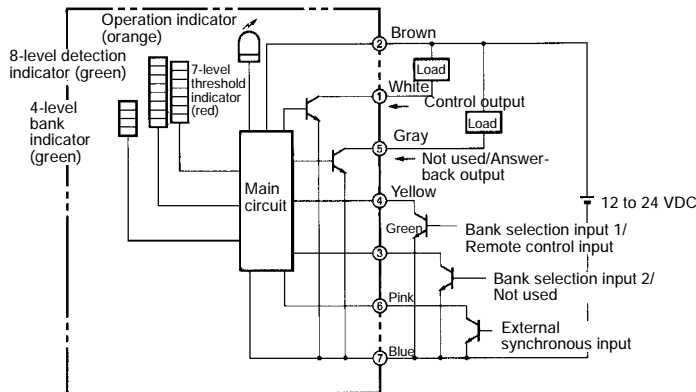 Operation indicator
(orange)
8-level detection
indicator (green)
7-level
threshold
indicator
(red)
4-level
bank
indicator
(green)
Main
circuit
2 Brown
Load
1 White
Control output
Load
5 Gray
Not used/Answer-
back output
4 Yellow
12 to 24 VDC
Green
Bank selection input 1/
Remote control input
3
Bank selection input 2/
Not used
6 Pink
External
synchronous input
7 Blue